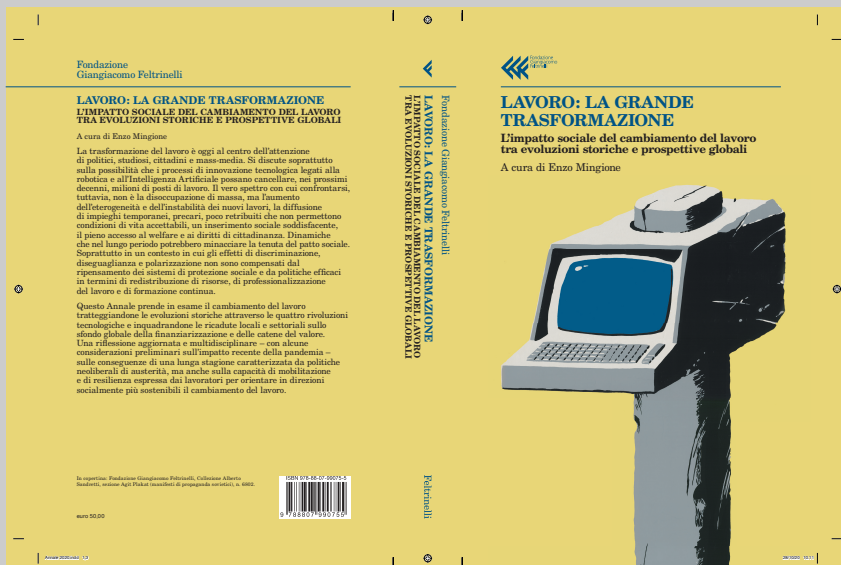 Fondazione
Giangiacomo Feltrinelli
LAVORO: LA GRANDE TRASFORMAZIONE
L'IMPATTO SOCIALE DEL CAMBIAMENTO DEL LAVORO
TRA EVOLUZIONI STORICHE E PROSPETTIVE GLOBALI
A cura di Enzo Mingione
La trasformazione del lavoro è oggi al centro dell'attenzione
di politici, studiosi, cittadini e mass-media. Si discute soprattutto
sulla possibilità che i processi di innovazione tecnologica legati alla
robotica e all'Intelligenza Artificiale possano cancellare, nei prossimi
decenni, milioni di posti di lavoro. Il vero spettro con cui confrontarsi,
tuttavia, non è la disoccupazione di massa, ma l'aumento
dell'eterogeneità e dell'instabilità dei nuovi lavori, la diffusione
di impieghi temporanei, precari, poco retribuiti che non permettono
condizioni di vita accettabili, un inserimento sociale soddisfacente,
il pieno accesso al welfare e ai diritti di cittadinanza. Dinamiche
che nel lungo periodo potrebbero minacciare la tenuta del patto sociale.
Soprattutto in un contesto in cui gli effetti di discriminazione,
diseguaglianza e polarizzazione non sono compensati dal
ripensamento dei sistemi di protezione sociale e da politiche efficaci
in termini di redistribuzione di risorse, di professionalizzazione
del lavoro e di formazione continua.
Questo Annale prende in esame il cambiamento del lavoro
tratteggiandone le evoluzioni storiche attraverso le quattro rivoluzioni
tecnologiche e inquadrandone le ricadute locali e settoriali sullo
sfondo globale della finanziarizzazione e delle catene del valore.
Una riflessione aggiornata e multidisciplinare – con alcune
considerazioni preliminari sull'impatto recente della pandemia –
sulle conseguenze di una lunga stagione caratterizzata da politiche
neoliberali di austerità, ma anche sulla capacità di mobilitazione
e di resilienza espressa dai lavoratori per orientare in direzioni
socialmente più sostenibili il cambiamento del lavoro.
In copertina: Fondazione Giangiacomo Feltrinelli, Collezione Alberto
Sandretti, sezione Agit Plakat (manifesti di propaganda sovietici), n. 6862.
euro 50,00
ISBN 978-88-07-99075-5
9 788807 990755
Fondazione Giangiacomo Feltrinelli
LAVORO: LA GRANDE TRASFORMAZIONE
L'IMPATTO SOCIALE DEL CAMBIAMENTO DEL LAVORO
TRA EVOLUZIONI STORICHE E PROSPETTIVE GLOBALI
Feltrinelli
Fondazione
Giangiacomo
Feltrinelli
LAVORO: LA GRANDE
TRASFORMAZIONE
L'impatto sociale del cambiamento del lavoro
tra evoluzioni storiche e prospettive globali
A cura di Enzo Mingione